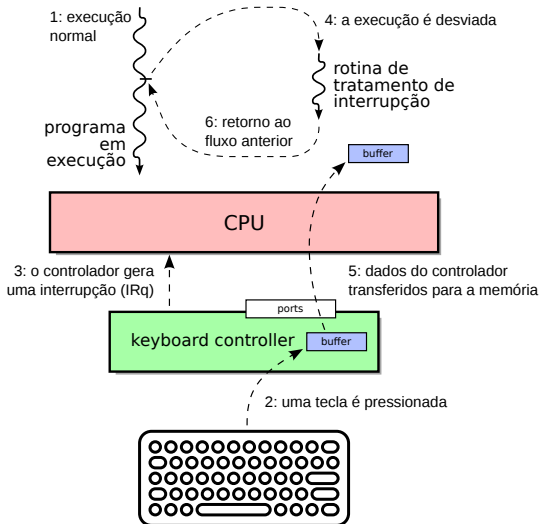 1: execução
normal
4: a execução é desviada
rotina de
tratamento de
interrupção
6: retorno ao
fluxo anterior
programa
em
execução
buffer
CPU
3: o controlador gera
uma interrupção (IRq)
5: dados do controlador
transferidos para a memória
ports
keyboard controller
buffer
2: uma tecla é pressionada